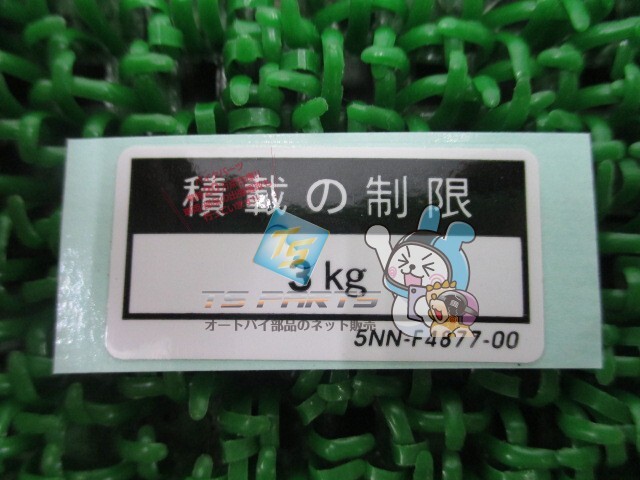 積載の制限
3 kg
TS
TS PARTS
オートバイ部品のネット販売
5NN-F4877-00